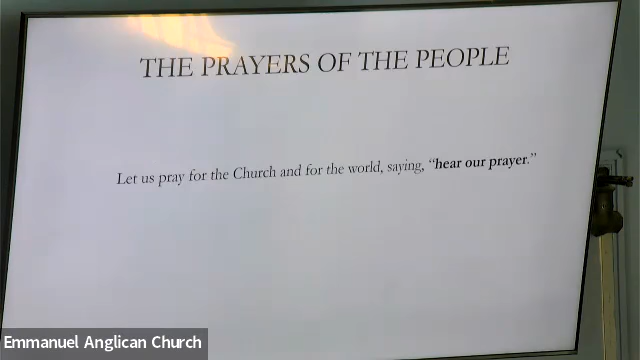 THE PRAYERS OF THE PEOPLE
Let us pray for the Church and for the world, saying, “hear our prayer.”
Emmanuel Anglican Church